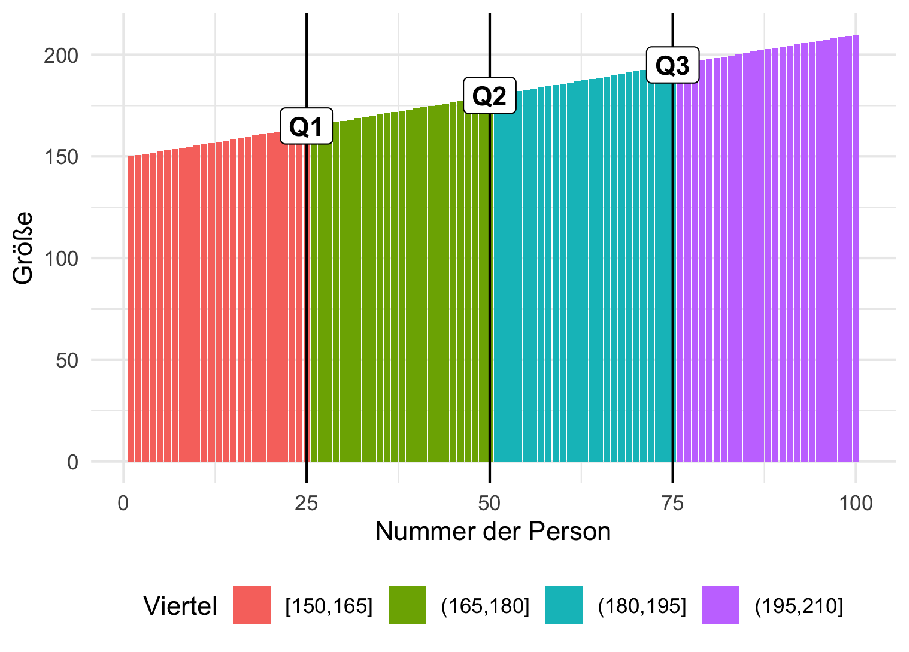 200
150
100
50
0
Größe
Q1
Q2
Q3
0 25 50 75 100
Nummer der Person
Viertel [150,165] (165,180] (180,195] (195,210]